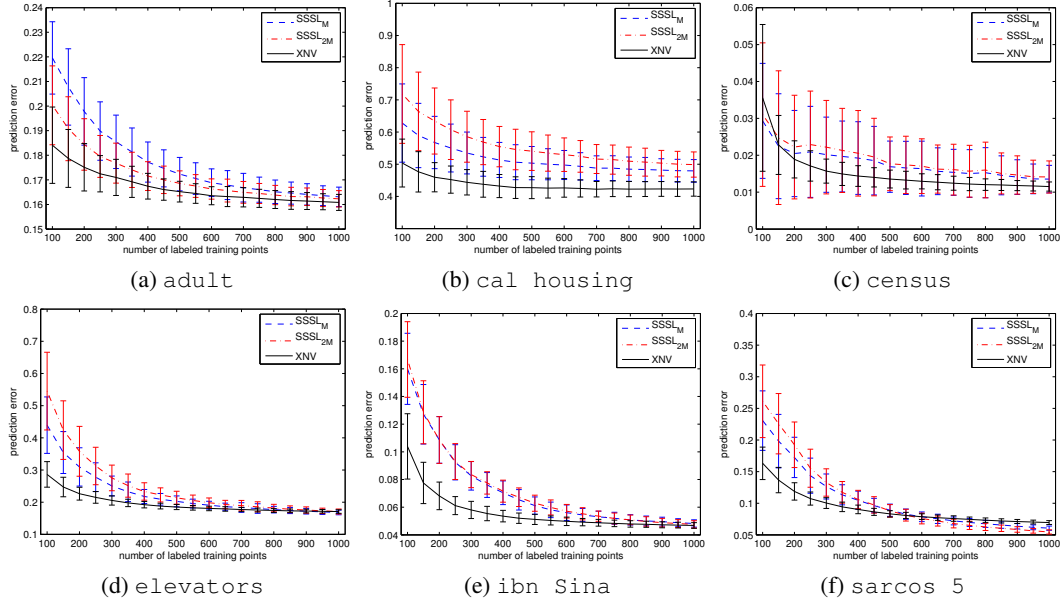 SSSL_M
SSSL_2M
XNV
prediction error
0.24
0.23
0.22
0.21
0.2
0.19
0.18
0.17
0.16
0.15
100 200 300 400 500 600 700 800 900 1000
number of labeled training points
(a) adult
SSSL_M
SSSL_2M
XNV
prediction error
1
0.9
0.8
0.7
0.6
0.5
0.4
100 200 300 400 500 600 700 800 900 1000
number of labeled training points
(b) cal housing
SSSL_M
SSSL_2M
XNV
prediction error
0.06
0.05
0.04
0.03
0.02
0.01
0
100 200 300 400 500 600 700 800 900 1000
number of labeled training points
(c) census
SSSL_M
SSSL_2M
XNV
prediction error
0.8
0.7
0.6
0.5
0.4
0.3
0.2
0.1
100 200 300 400 500 600 700 800 900 1000
number of labeled training points
(d) elevators
SSSL_M
SSSL_2M
XNV
prediction error
0.2
0.18
0.16
0.14
0.12
0.1
0.08
0.06
0.04
100 200 300 400 500 600 700 800 900 1000
number of labeled training points
(e) ibn Sina
SSSL_M
SSSL_2M
XNV
prediction error
0.4
0.35
0.3
0.25
0.2
0.15
0.1
0.05
100 200 300 400 500 600 700 800 900 1000
number of labeled training points
(f) sarcos 5